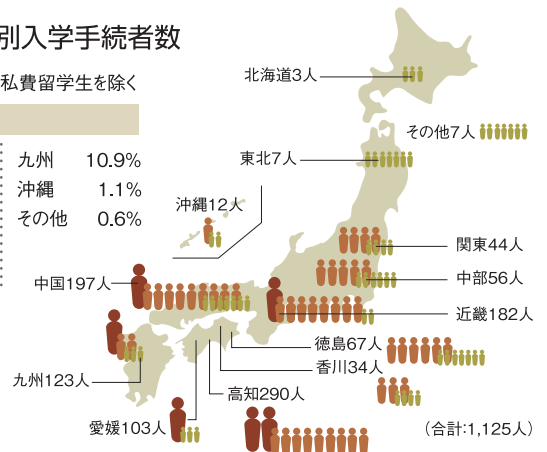 別入学手続者数
私費留学生を除く
九州 10.9%
沖縄 1.1%
その他 0.6%
北海道3人
その他7人
東北7人
沖縄12人
関東44人
中国197人
中部56人
近畿182人
徳島67人
香川34人
九州123人
高知290人
愛媛103人
(合計:1,125人)